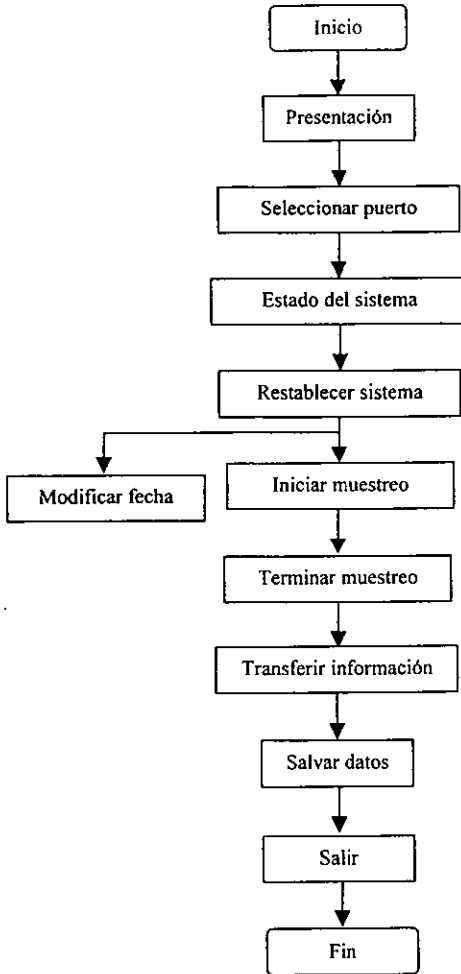 Inicio
Presentación
Seleccionar puerto
Estado del sistema
Restablecer sistema
Modificar fecha
Iniciar muestreo
Terminar muestreo
Transferir información
Salvar datos
Salir
Fin